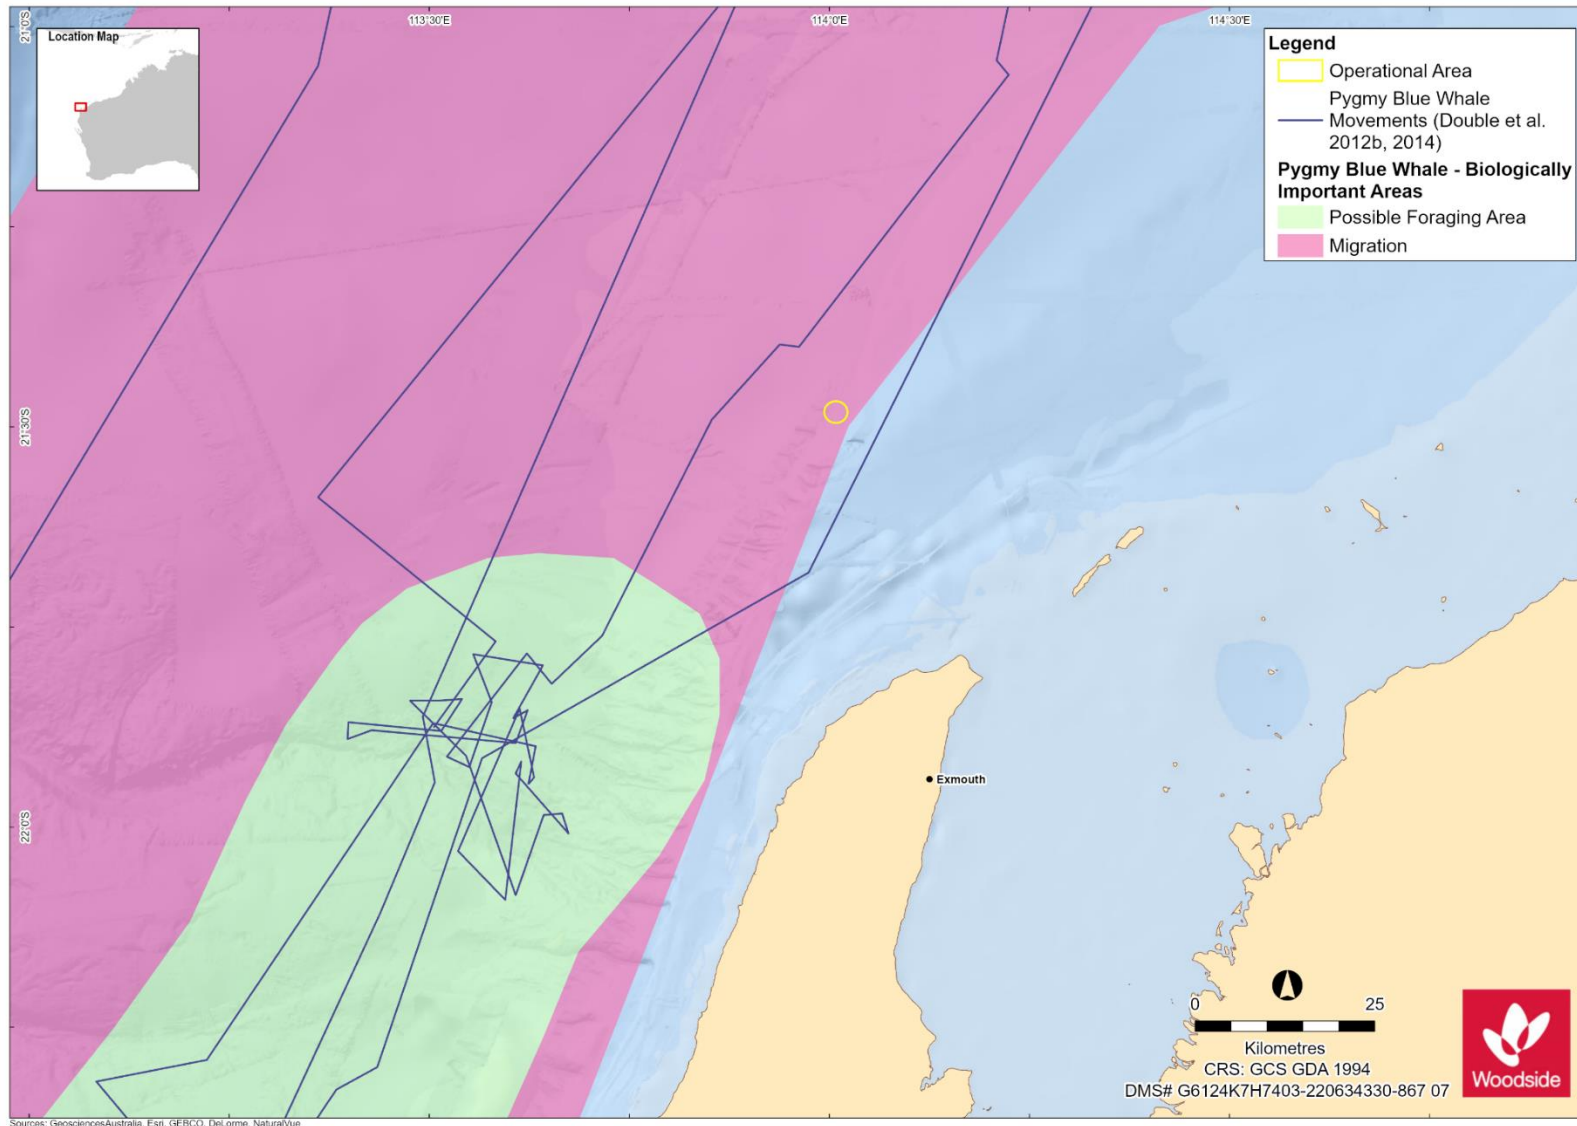 113°30'E
114°0'E
114°30'E
21°0'S
21°30'S
22°0'S
Location Map
Legend
Operational Area
Pygmy Blue Whale
Movements (Double et al.
2012b, 2014)
Pygmy Blue Whale - Biologically
Important Areas
Possible Foraging Area
Migration
Exmouth
0 25
Kilometres
CRS: GCS GDA 1994
DMS# G6124K7H7403-220634330-867 07
Woodside
Sources: GeosciencesAustralia, Esri, GEBCO, DeLorme, NaturalVue